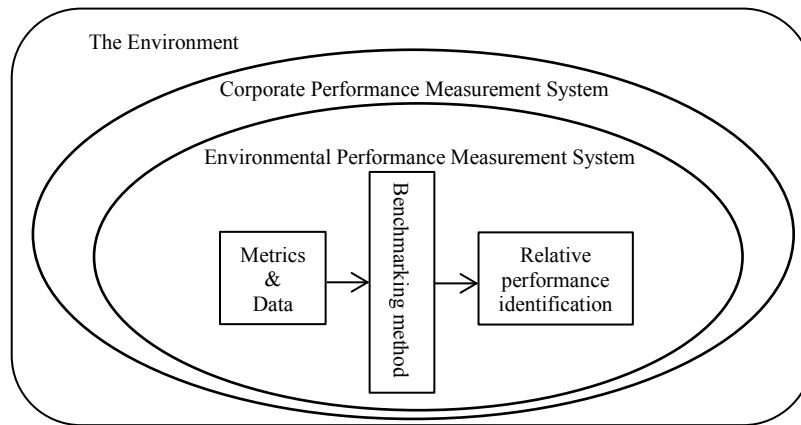 The Environment
Corporate Performance Measurement System
Environmental Performance Measurement System
Metrics
&
Data
Benchmarking method
Relative
performance
identification